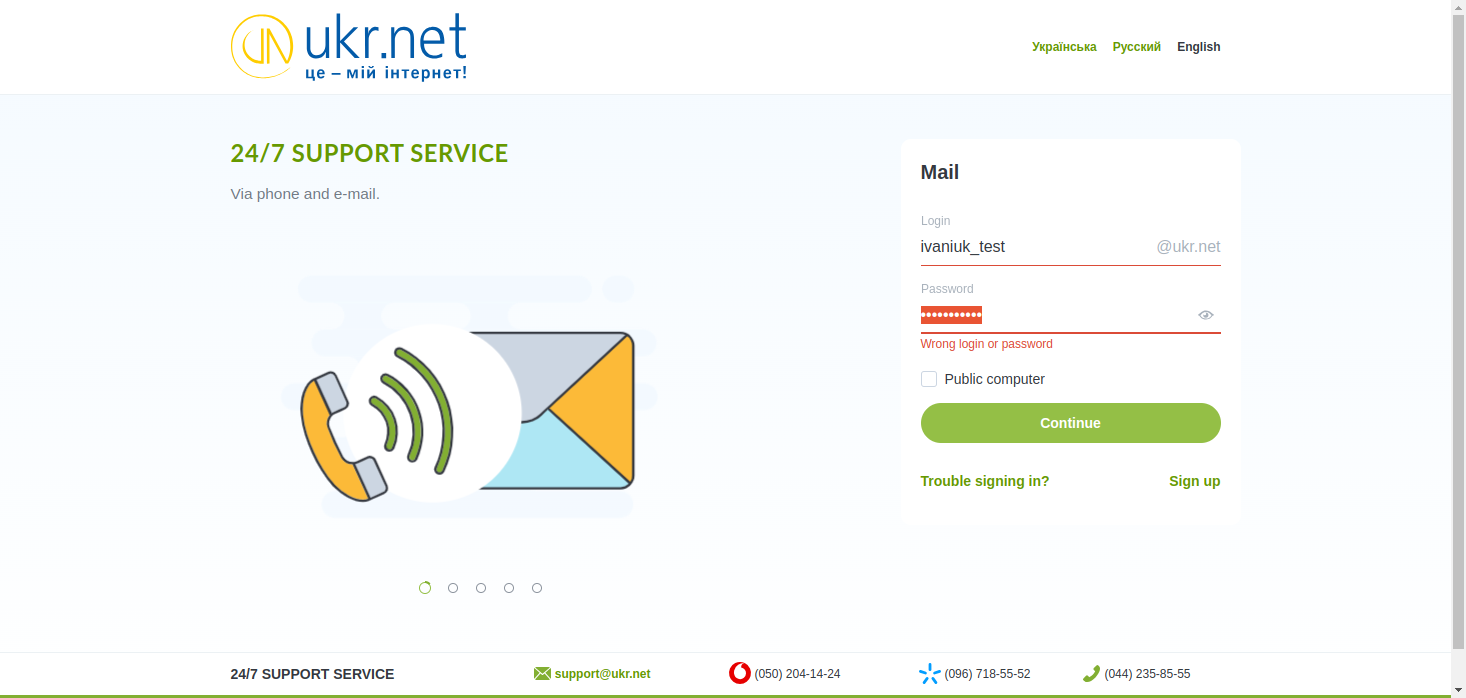 ukr.net
це – мій інтернет!
Українська Русский English
24/7 SUPPORT SERVICE
Via phone and e-mail.
Mail
Login
ivaniuk_test @ukr.net
Password
•••••••••••
Wrong login or password
Public computer
Continue
Trouble signing in? Sign up
24/7 SUPPORT SERVICE support@ukr.net (050) 204-14-24 (096) 718-55-52 (044) 235-85-55